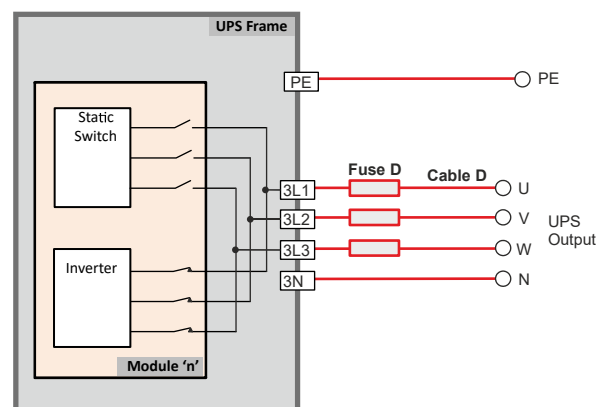 UPS Frame
PE
PE
Static
Switch
Fuse D
Cable D
3L1
U
3L2
V
UPS
Output
3L3
W
Inverter
3N
N
Module ‘n’